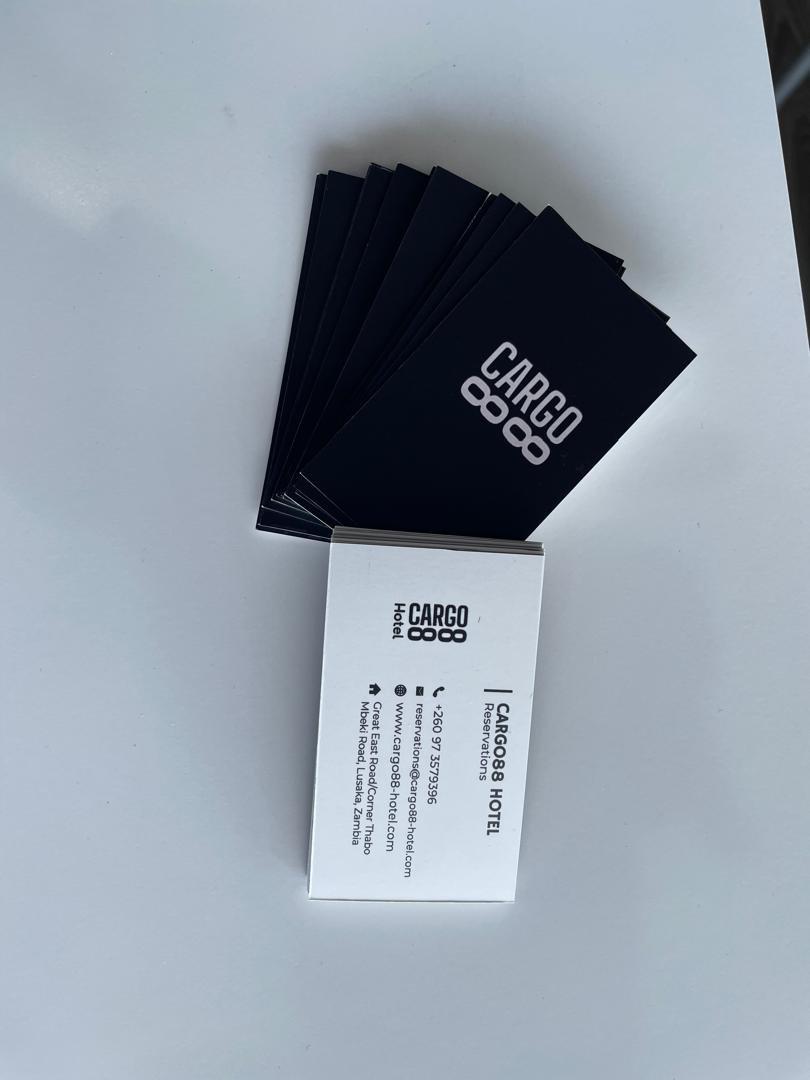 CARGO
88
CARGO
88
Hotel
CARGO88 HOTEL
Reservations
+260 97 3579396
reservations@cargo88-hotel.com
www.cargo88-hotel.com
Great East Road/Corner Thabo
Mbeki Road, Lusaka, Zambia